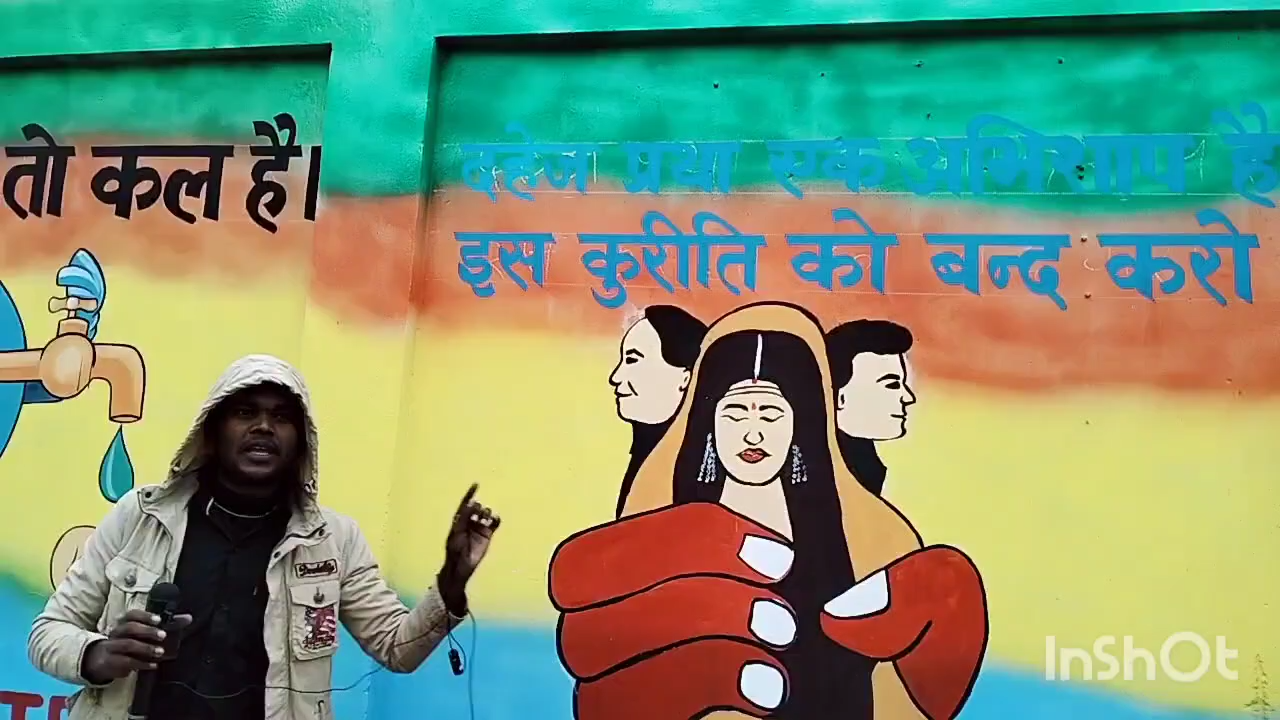 तो कल है।
दहेज प्रथा एक अभिशाप है
इस कुरीति को बन्द करो
InShOt